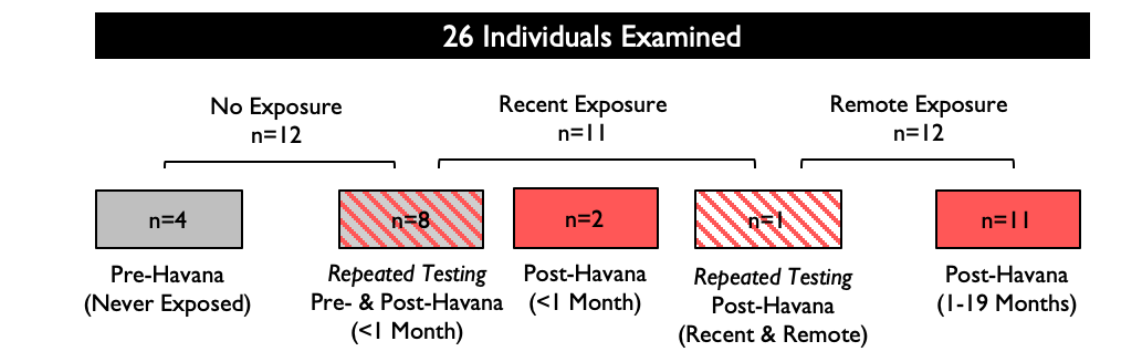 26 Individuals Examined
No Exposure
n=12
Recent Exposure
n=11
Remote Exposure
n=12
n=4
n=8
n=2
n=1
n=11
Pre-Havana
(Never Exposed)
Repeated Testing
Pre- & Post-Havana
(<1 Month)
Post-Havana
(<1 Month)
Repeated Testing
Post-Havana
(Recent & Remote)
Post-Havana
(1-19 Months)